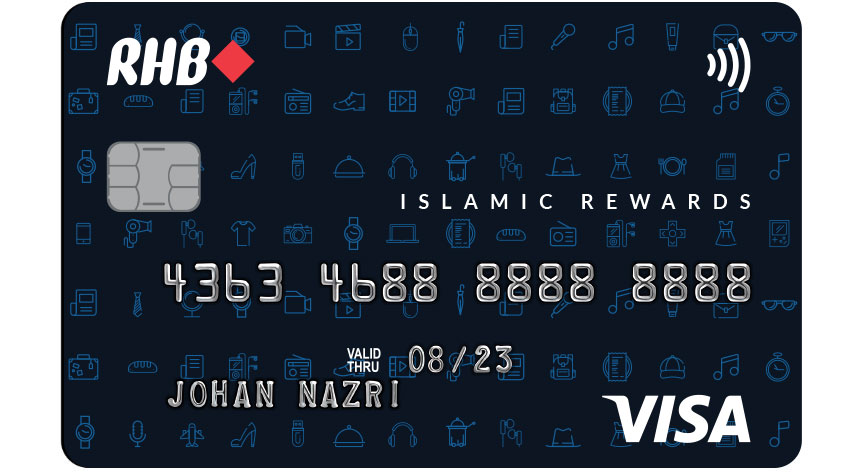 RHB
ISLAMIC REWARDS
4363 4688 8888 8888
VALID THRU 08/23
JOHAN NAZRI
VISA